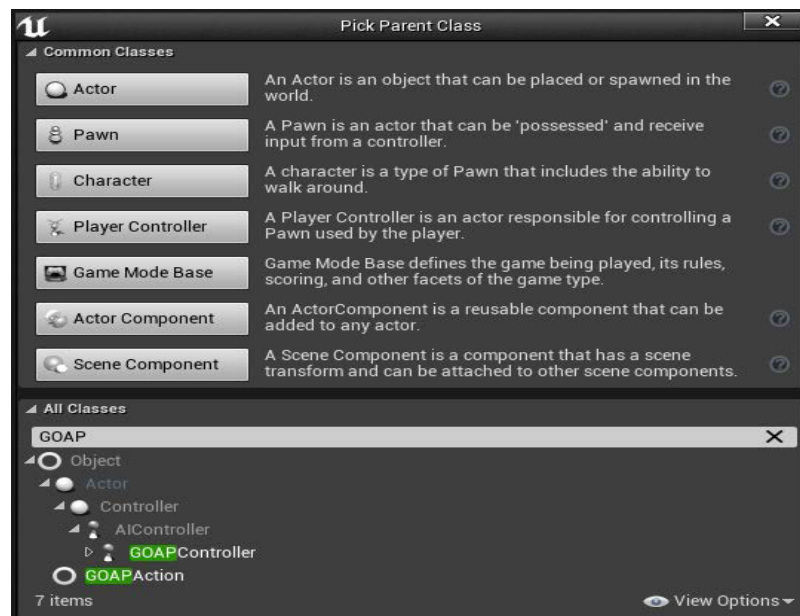 Pick Parent Class
Common Classes
Actor
An Actor is an object that can be placed or spawned in the
world.
Pawn
A Pawn is an actor that can be 'possessed' and receive
input from a controller.
Character
A character is a type of Pawn that includes the ability to
walk around.
Player Controller
A Player Controller is an actor responsible for controlling a
Pawn used by the player.
Game Mode Base
Game Mode Base defines the game being played, its rules,
scoring, and other facets of the game type.
Actor Component
An ActorComponent is a reusable component that can be
added to any actor.
Scene Component
A Scene Component is a component that has a scene
transform and can be attached to other scene components.
All Classes
GOAP
Object
Actor
Controller
AIController
GOAPController
GOAPAction
7 items
View Options